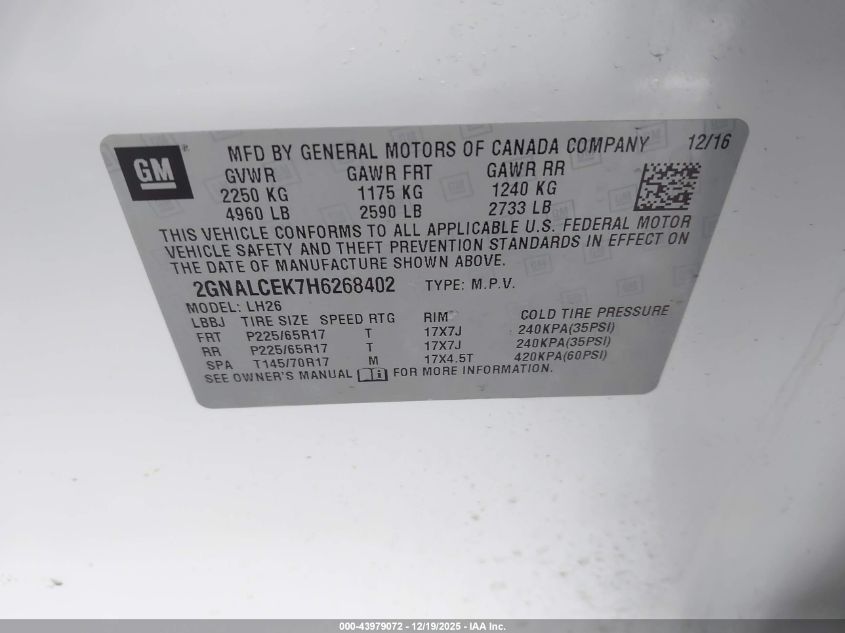 GM
MFD BY GENERAL MOTORS OF CANADA COMPANY 12/16
GVWR GAWR FRT GAWR RR
2250 KG 1175 KG 1240 KG
4960 LB 2590 LB 2733 LB
THIS VEHICLE CONFORMS TO ALL APPLICABLE U.S. FEDERAL MOTOR
VEHICLE SAFETY AND THEFT PREVENTION STANDARDS IN EFFECT ON
THE DATE OF MANUFACTURE SHOWN ABOVE.
2GNALCEK7H6268402 TYPE: M.P.V.
MODEL: LH26
LBBJ TIRE SIZE SPEED RTG RIM COLD TIRE PRESSURE
FRT P225/65R17 T 17X7J 240KPA(35PSI)
RR P225/65R17 T 17X7J 240KPA(35PSI)
SPA T145/70R17 M 17X4.5T 420KPA(60PSI)
SEE OWNER'S MANUAL FOR MORE INFORMATION.
000-43979072 - 12/19/2025 - IAA Inc.